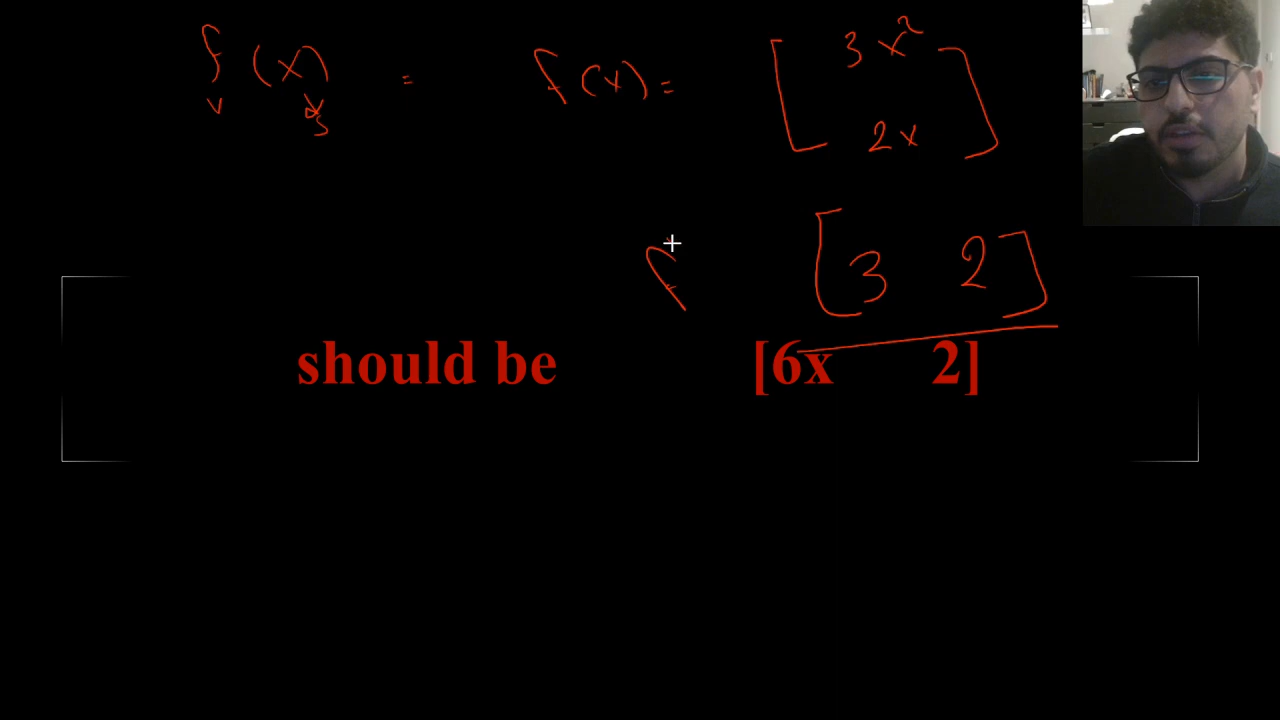 f (x) = f(x) = [ 3x²
v s 2x ]
f [ 3 2 ]
should be [6x 2]